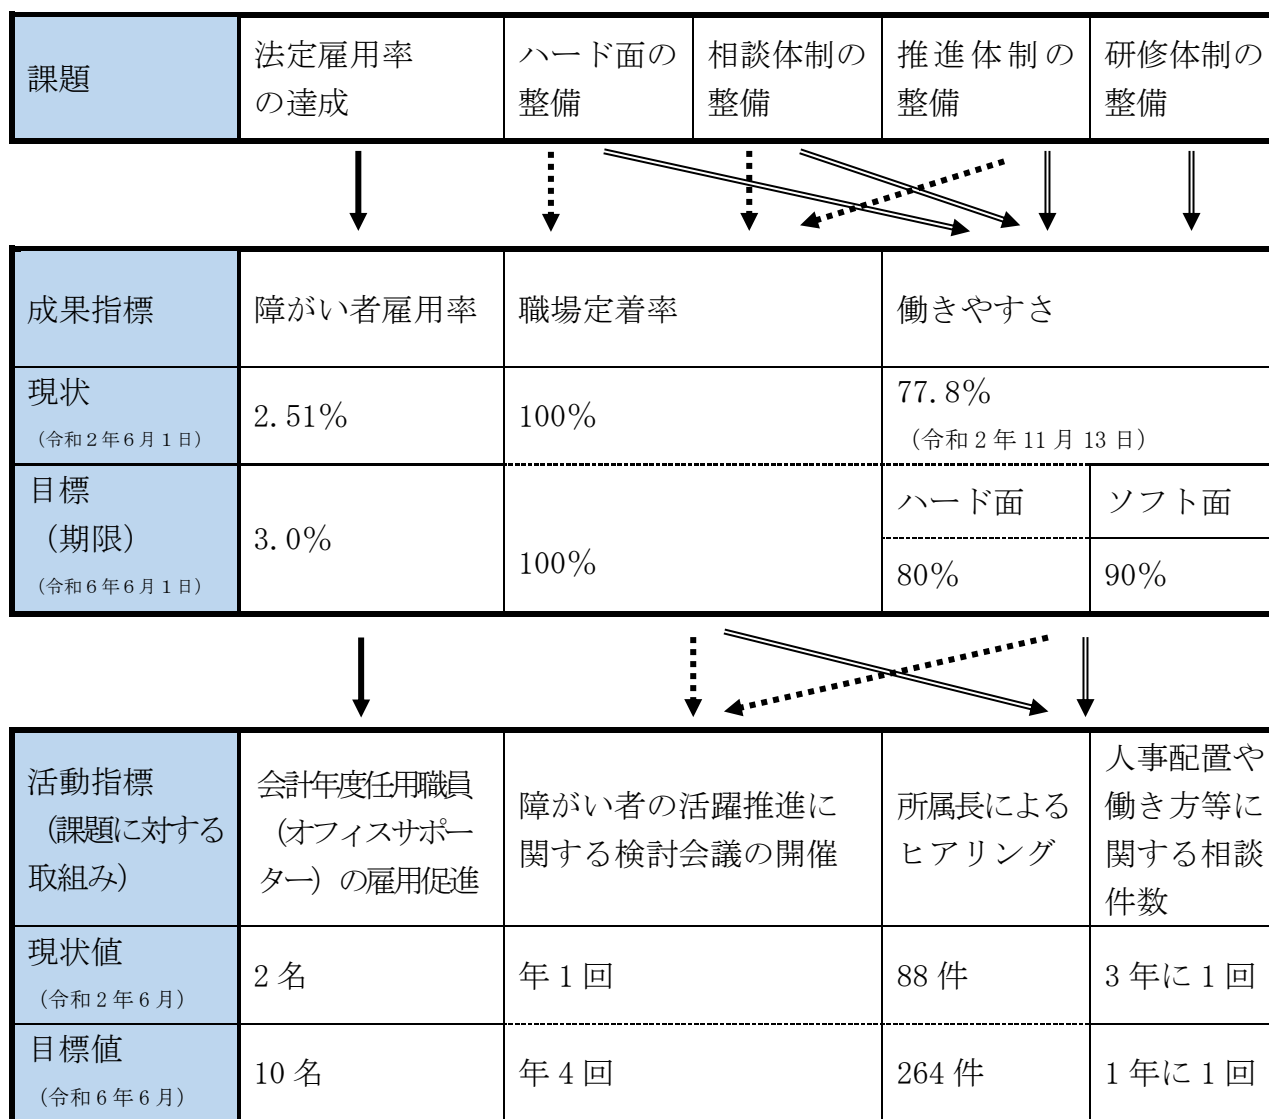 課題
法定雇用率
の達成
ハード面の
整備
相談体制の
整備
推進体制の
整備
研修体制の
整備
成果指標
障がい者雇用率
職場定着率
働きやすさ
現状
（令和２年６月１日）
2.51%
100%
77.8%
（令和２年 11 月 13 日）
目標
（期限）
（令和６年６月１日）
3.0%
100%
ハード面
ソフト面
80%
90%
活動指標
（課題に対する
取組み）
会計年度任用職員
（オフィスサポー
ター）の雇用促進
障がい者の活躍推進に
関する検討会議の開催
所属長による
ヒアリング
人事配置や
働き方等に
関する相談
件数
現状値
（令和２年６月）
2 名
年 1 回
88 件
3 年に 1 回
目標値
（令和６年６月）
10 名
年 4 回
264 件
1 年に 1 回